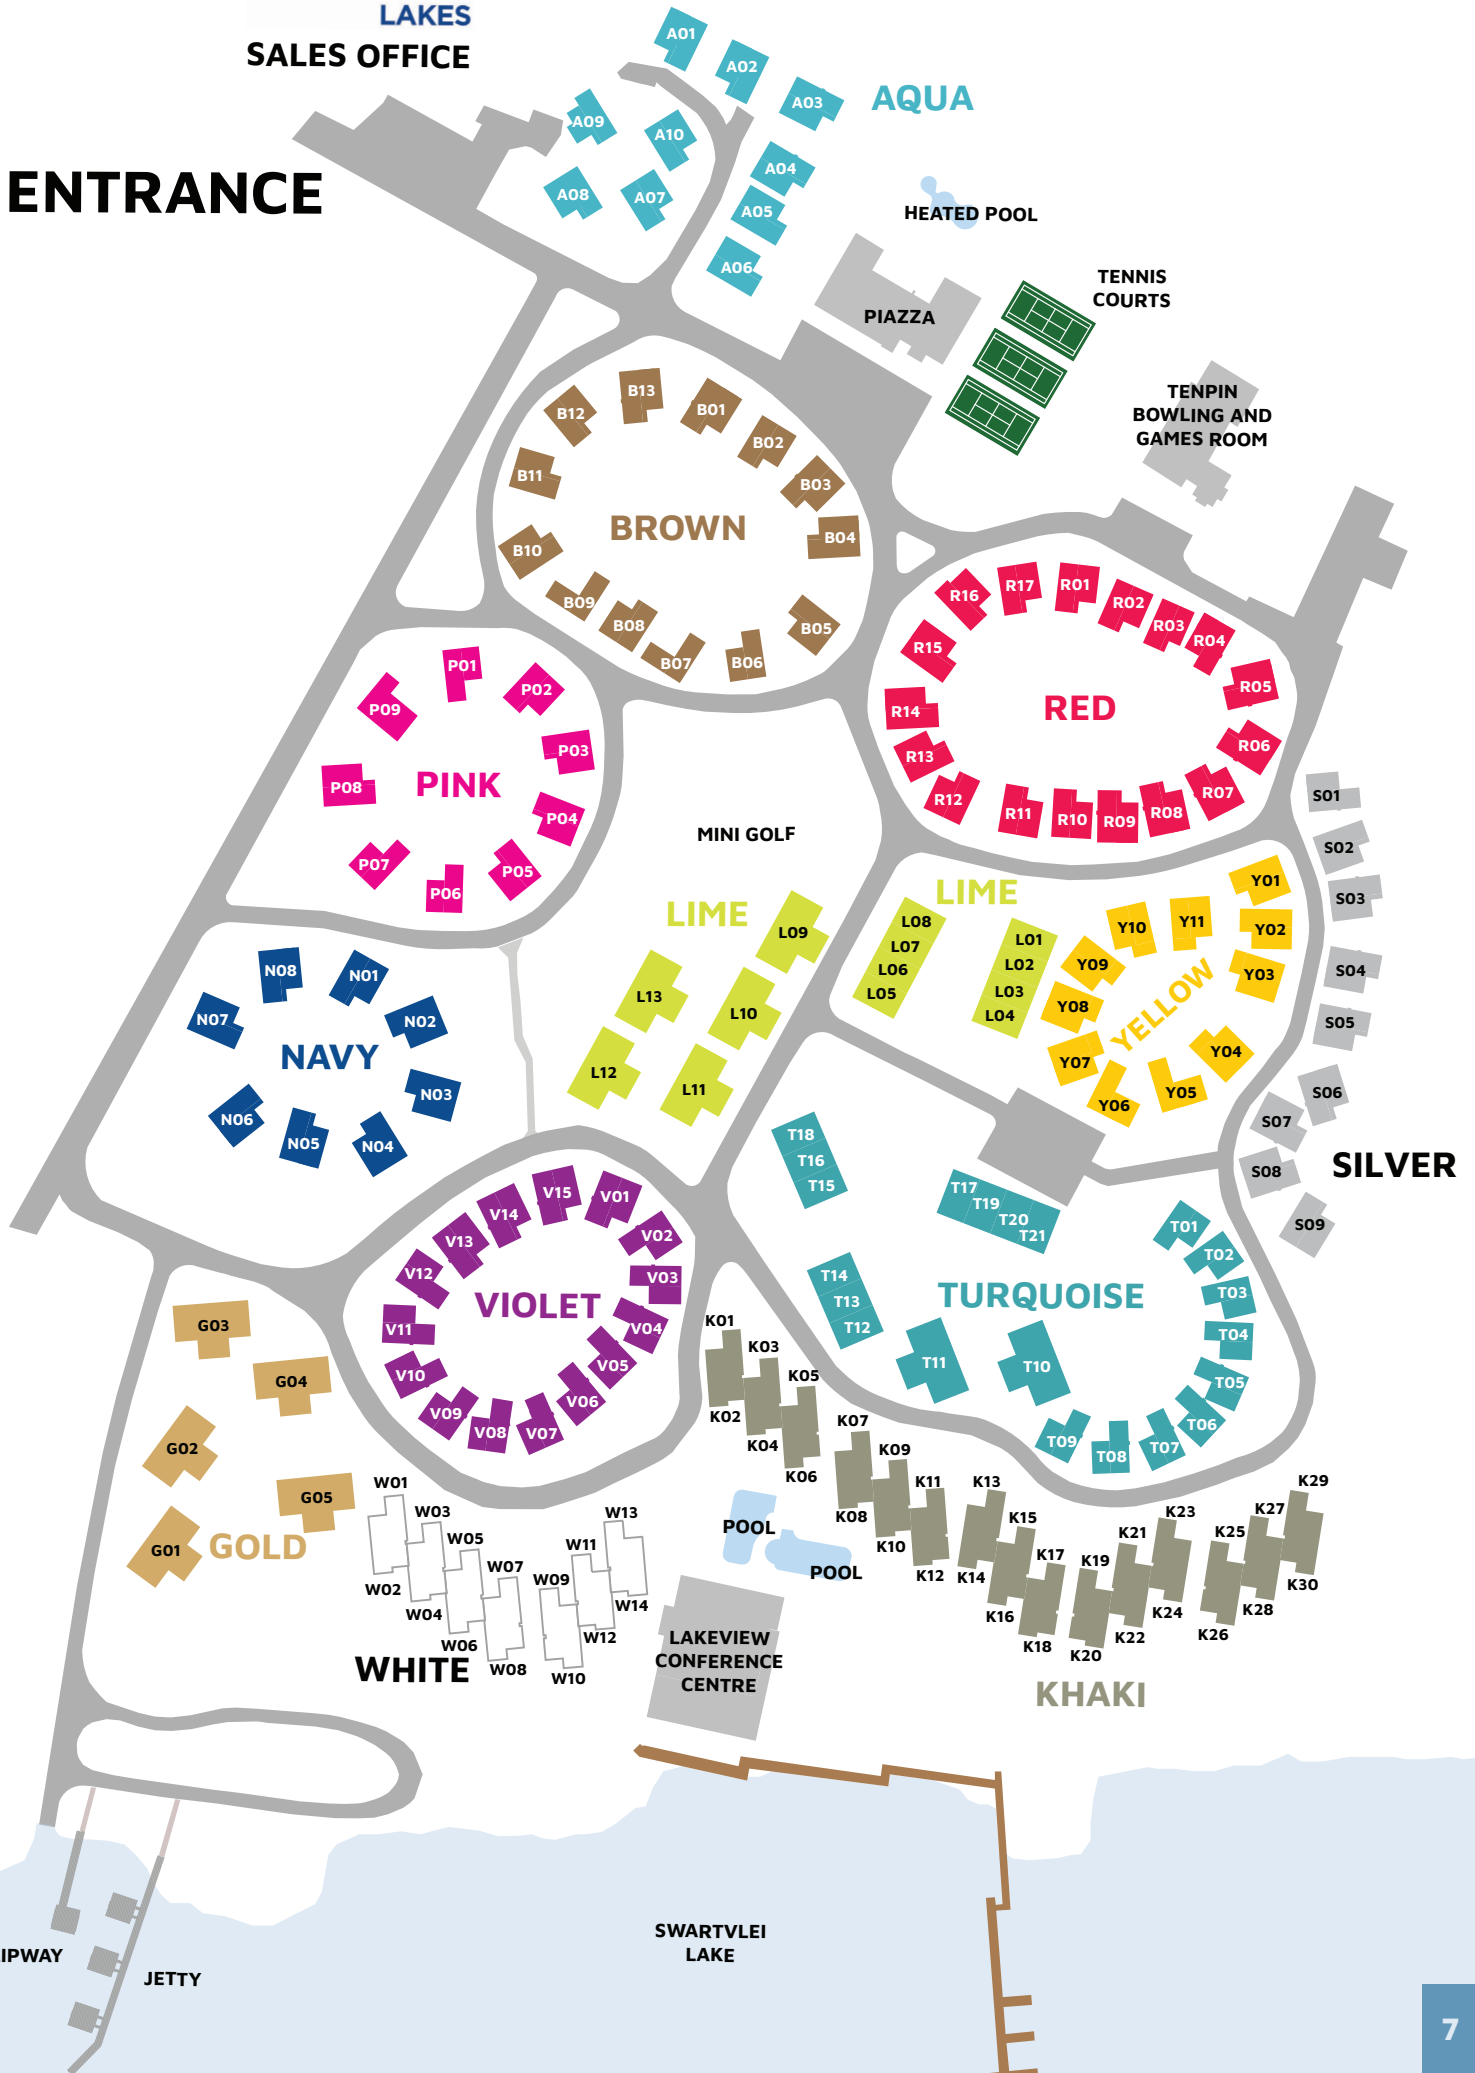 LAKES
SALES OFFICE
ENTRANCE
A01
A02
A03
AQUA
A09
A10
A04
A08
A07
A05
A06
HEATED POOL
TENNIS
COURTS
PIAZZA
TENPIN
BOWLING AND
GAMES ROOM
B13
B12
B01
B02
B11
B03
BROWN
B04
B10
B09
B08
B05
B07
B06
R17
R01
R16
R02
R03
R04
R15
R05
R14
RED
R06
R13
R12
R07
R11
R10
R09
R08
P01
P02
P09
P03
PINK
P08
P04
P07
P05
P06
MINI GOLF
S01
S02
S03
S04
S05
S06
S07
S08
S09
SILVER
LIME
L09
L13
L10
L12
L11
LIME
L08
L07
L06
L05
L01
L02
L03
L04
Y01
Y11
Y10
Y02
Y09
Y03
Y08
YELLOW
Y07
Y04
Y05
Y06
N08
N01
N07
N02
NAVY
N03
N06
N05
N04
T18
T16
T15
T17
T19
T20
T21
T01
T02
T14
T13
T12
TURQUOISE
T03
T04
T11
T10
T05
T06
T09
T08
T07
V15
V01
V14
V13
V02
V12
V03
VIOLET
V11
V04
V05
V10
V06
V09
V08
V07
G03
G04
G02
G05
G01
GOLD
K01
K03
K05
K02
K04
K06
K07
K09
K11
K08
K10
K12
K13
K15
K17
K14
K16
K18
K19
K21
K23
K20
K22
K24
K25
K27
K29
K26
K28
K30
KHAKI
W01
W03
W05
W07
W02
W04
W06
W08
W09
W11
W13
W10
W12
W14
WHITE
POOL
POOL
LAKEVIEW
CONFERENCE
CENTRE
SWARTVLEI
LAKE
IPWAY
JETTY
7